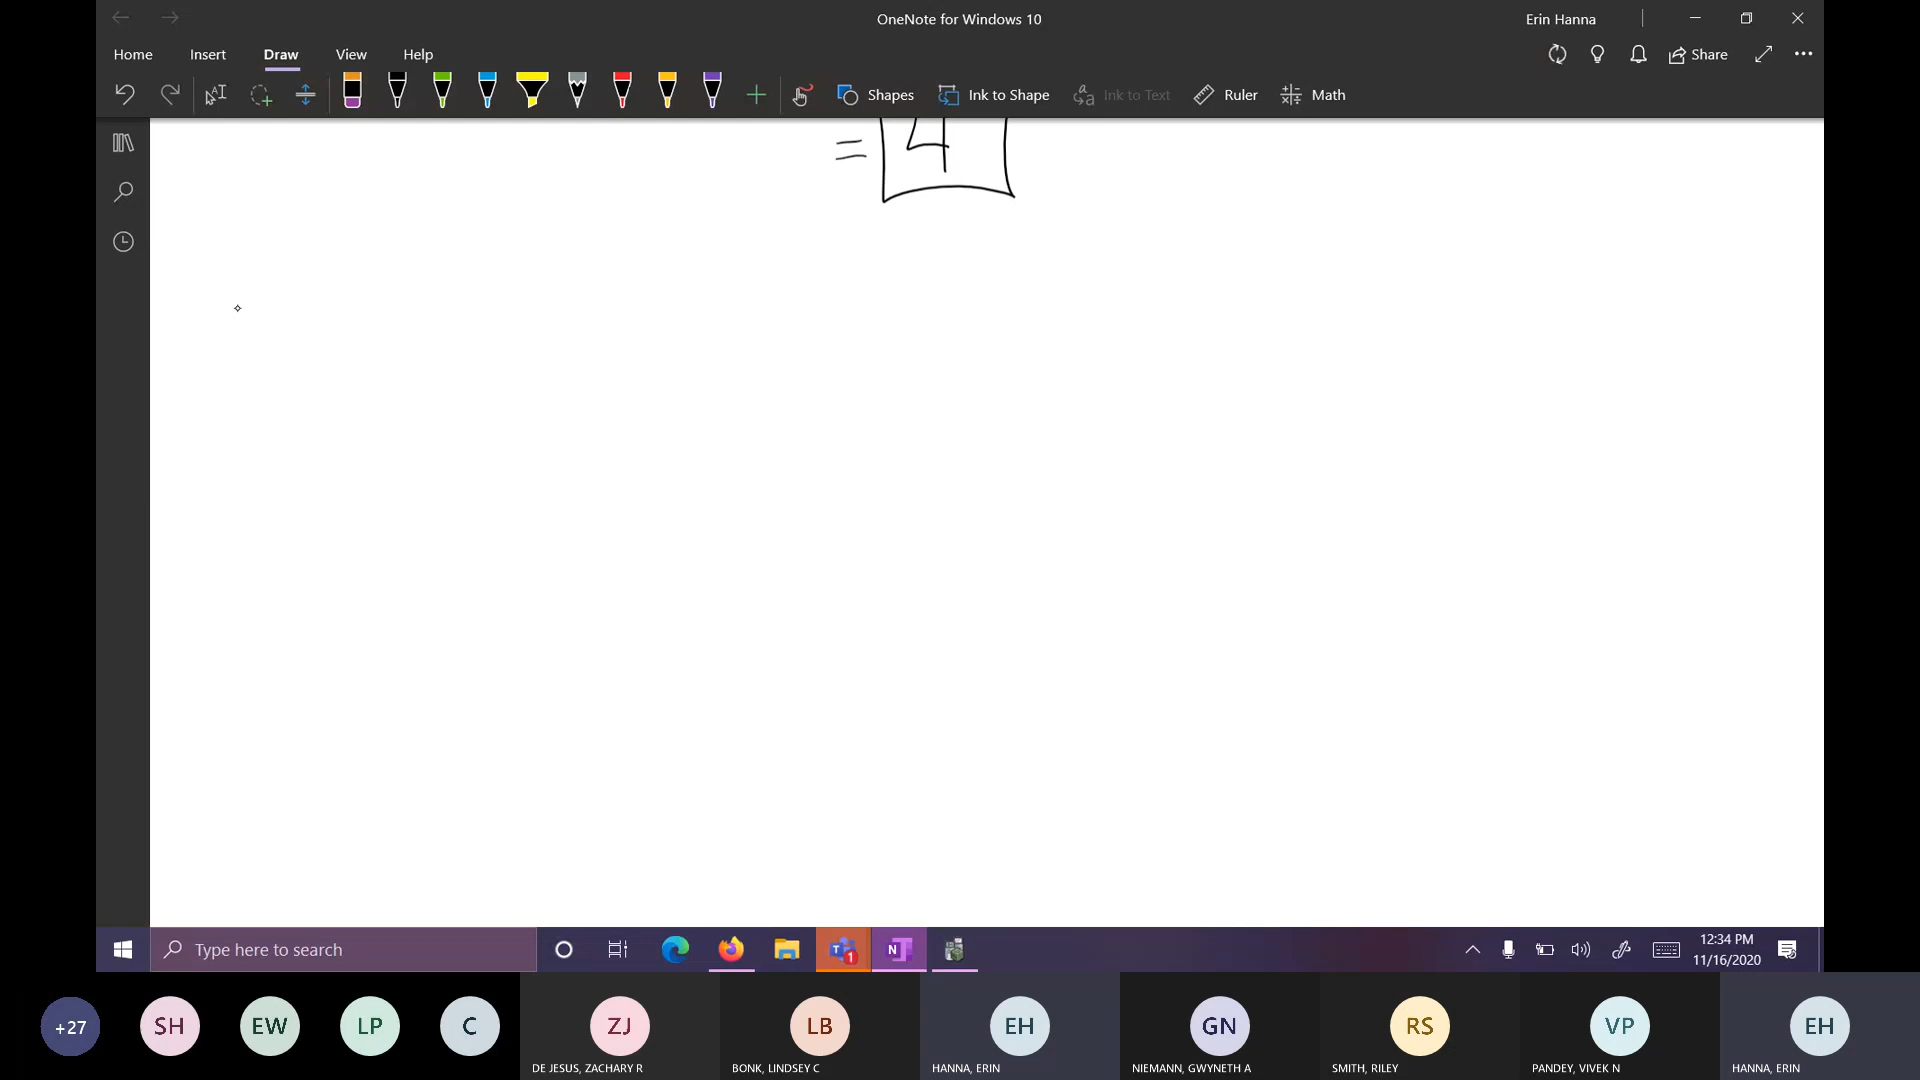 OneNote for Windows 10 Erin Hanna
Home Insert Draw View Help Share
Shapes Ink to Shape Ink to Text Ruler Math
= 4
Type here to search
12:34 PM
11/16/2020
+27 SH EW LP C ZJ LB EH GN RS VP EH
DE JESUS, ZACHARY R BONK, LINDSEY C HANNA, ERIN NIEMANN, GWYNETH A SMITH, RILEY PANDEY, VIVEK N HANNA, ERIN